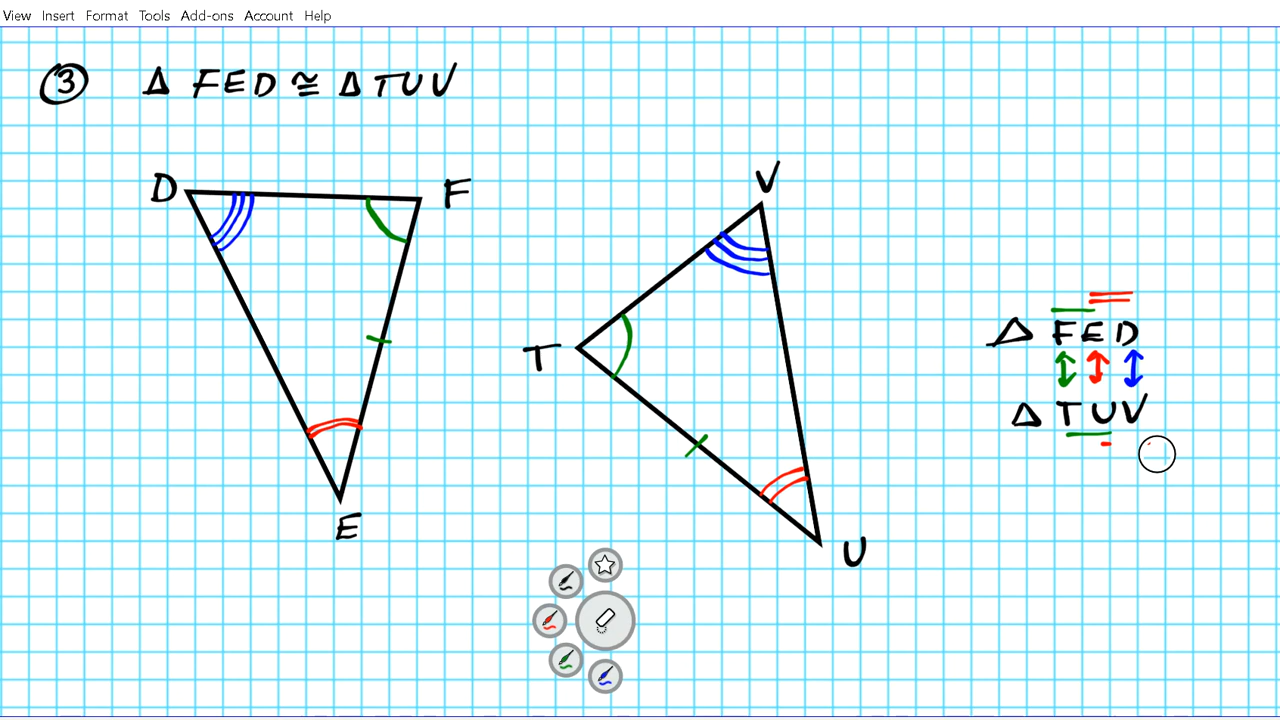 View Insert Format Tools Add-ons Account Help
③ Δ FED ≅ Δ TUV
D
F
V
T
E
U
Δ FED
Δ TUV